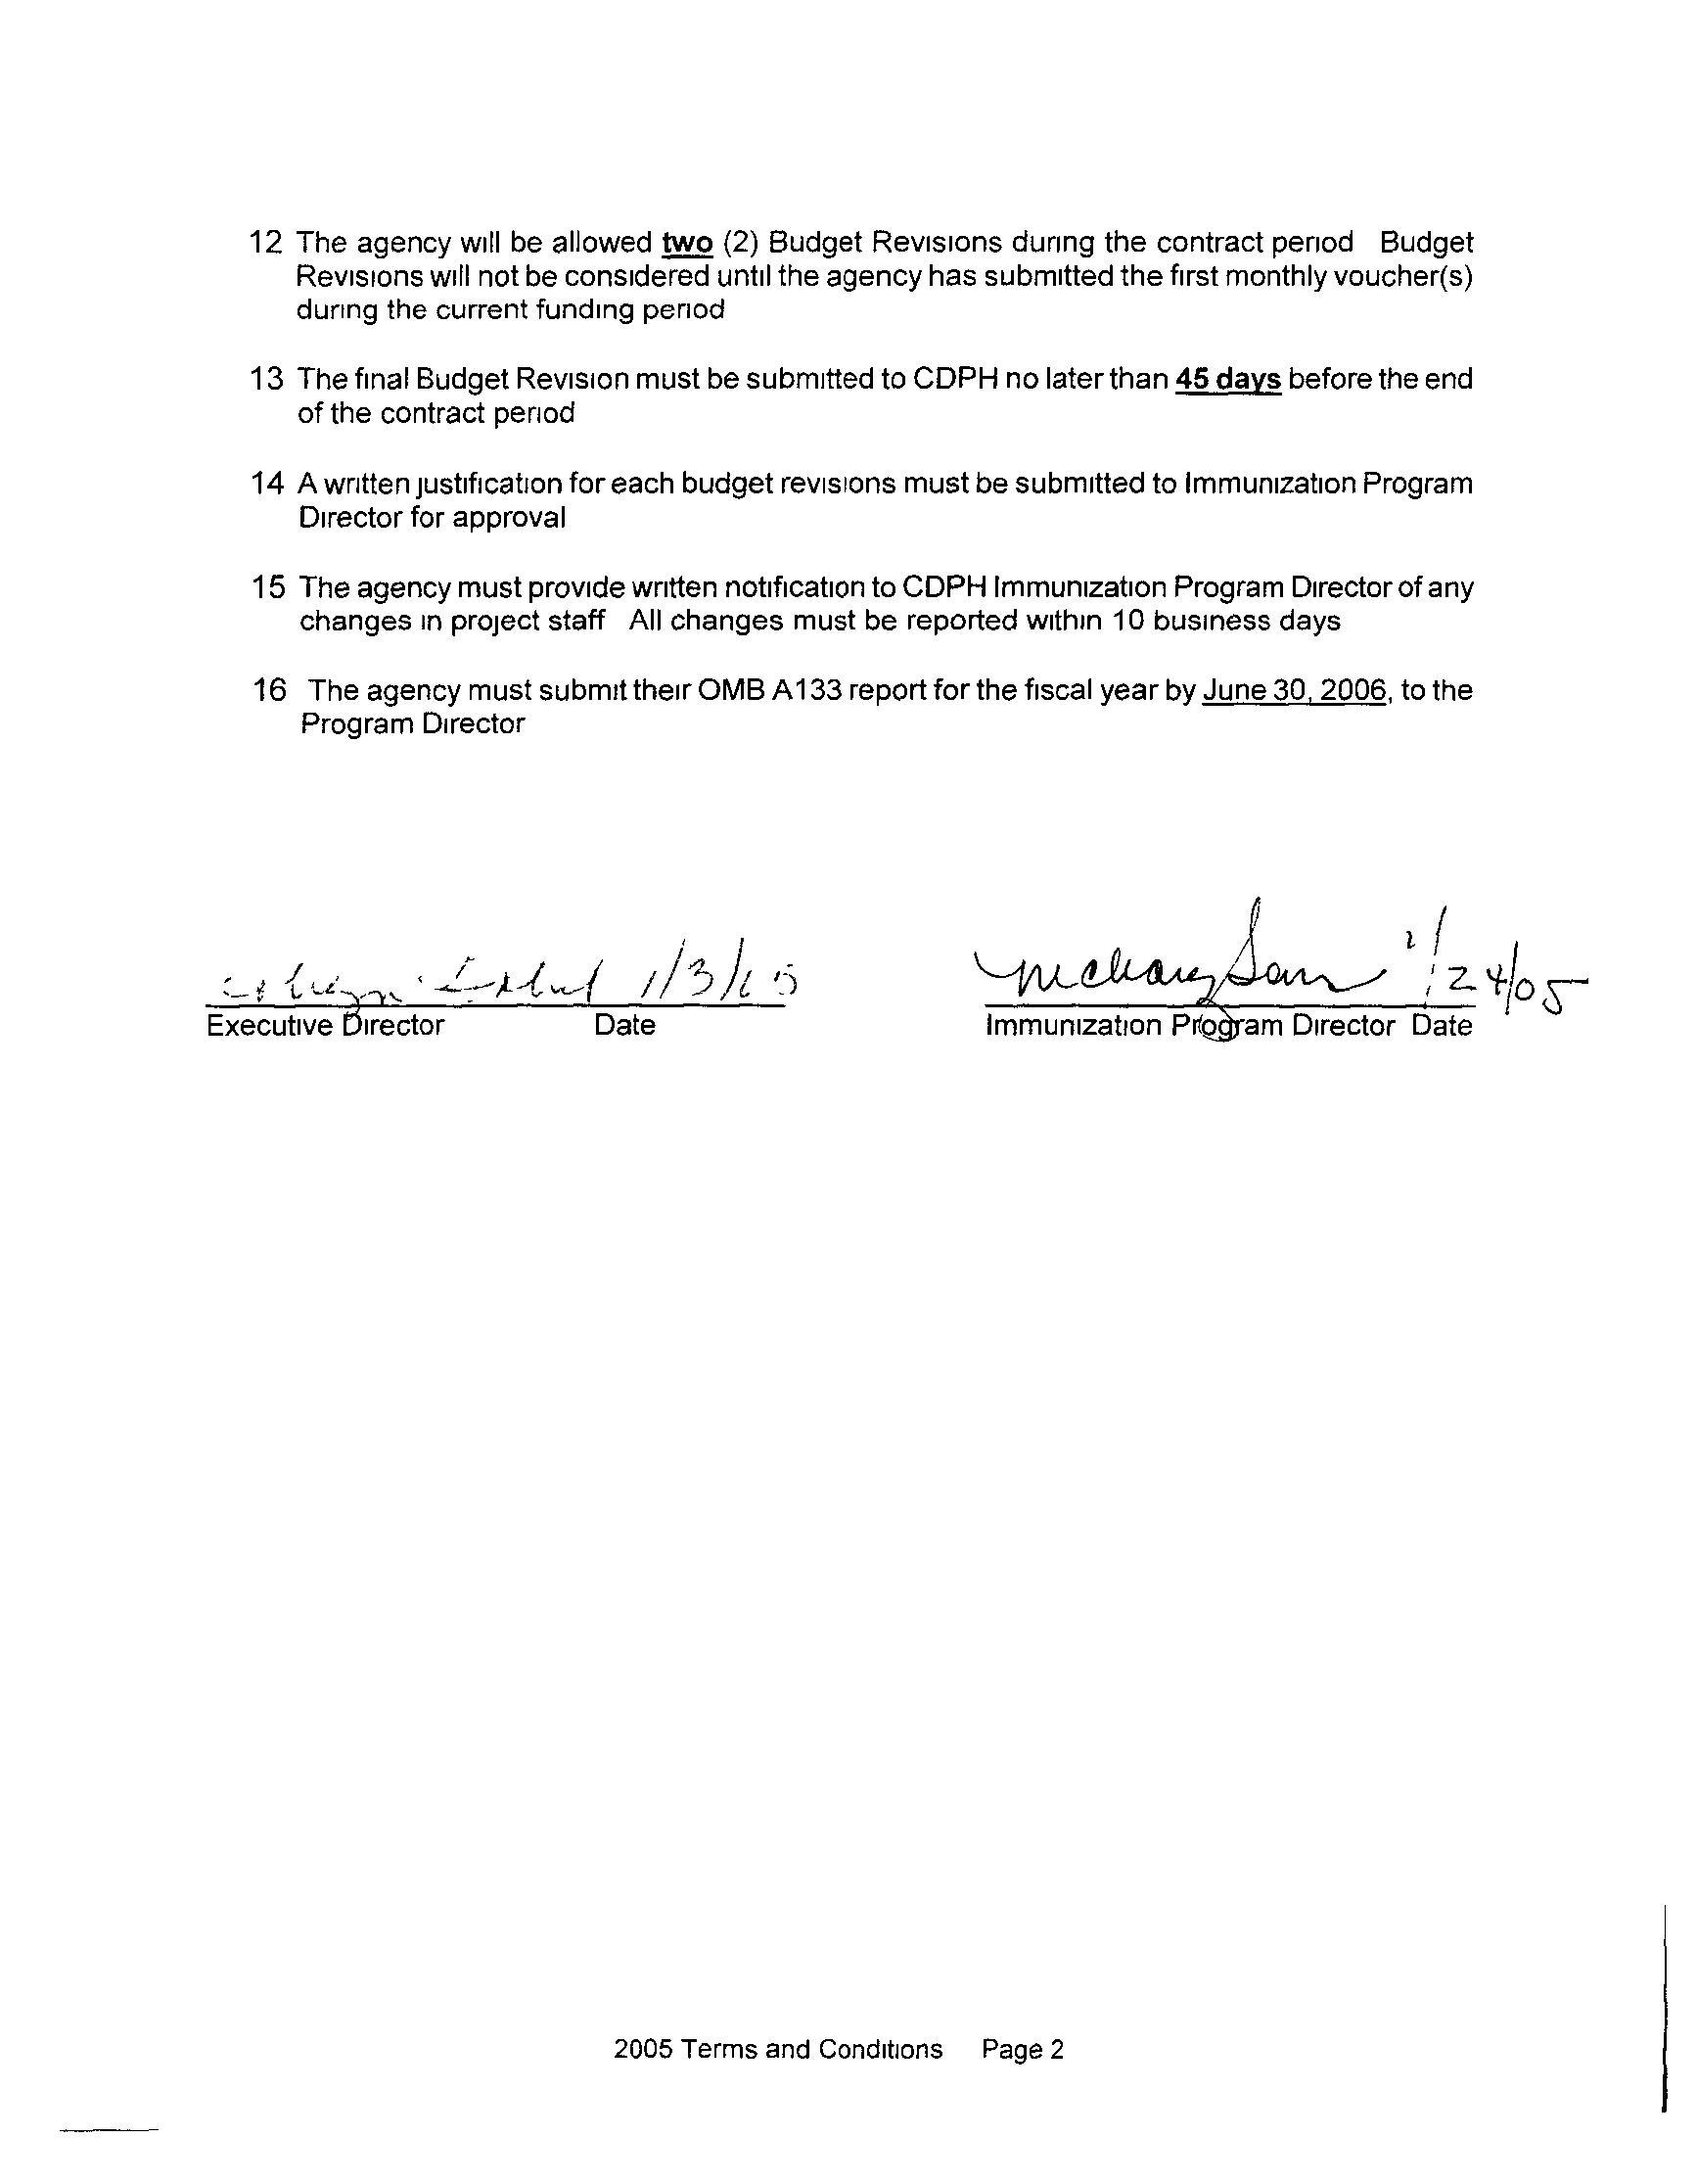 12 The agency will be allowed two (2) Budget Revisions during the contract period Budget
Revisions will not be considered until the agency has submitted the first monthly voucher(s)
during the current funding period
13 The final Budget Revision must be submitted to CDPH no later than 45 days before the end
of the contract period
14 A written justification for each budget revisions must be submitted to Immunization Program
Director for approval
15 The agency must provide written notification to CDPH Immunization Program Director of any
changes in project staff All changes must be reported within 10 business days
16 The agency must submit their OMB A133 report for the fiscal year by June 30, 2006, to the
Program Director
24/05
Executive Director Date
Immunization Program Director Date
2005 Terms and Conditions Page 2